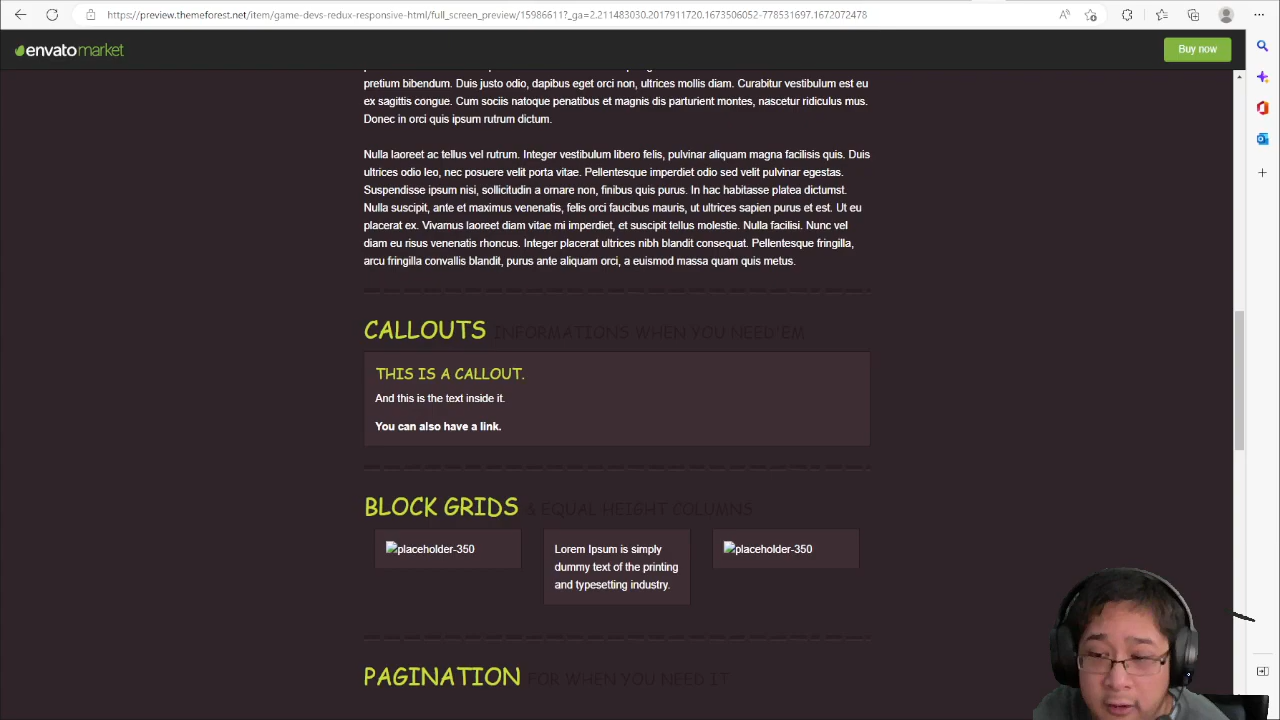 https://preview.themeforest.net/item/game-devs-redux-responsive-html/full_screen_preview/15986611?_ga=2.211483030.2017911720.1673506052-778531697.1672072478
envatomarket
Buy now
pretium bibendum. Duis justo odio, dapibus eget orci non, ultrices mollis diam. Curabitur vestibulum est eu
ex sagittis congue. Cum sociis natoque penatibus et magnis dis parturient montes, nascetur ridiculus mus.
Donec in orci quis ipsum rutrum dictum.
Nulla laoreet ac tellus vel rutrum. Integer vestibulum libero felis, pulvinar aliquam magna facilisis quis. Duis
ultrices odio leo, nec posuere velit porta vitae. Pellentesque imperdiet odio sed velit pulvinar egestas.
Suspendisse ipsum nisi, sollicitudin a ornare non, finibus quis purus. In hac habitasse platea dictumst.
Nulla suscipit, ante et maximus venenatis, felis orci faucibus mauris, ut ultrices sapien purus et est. Ut eu
placerat ex. Vivamus laoreet diam vitae mi imperdiet, et suscipit tellus molestie. Nulla facilisi. Nunc vel
diam eu risus venenatis rhoncus. Integer placerat ultrices nibh blandit consequat. Pellentesque fringilla,
arcu fringilla convallis blandit, purus ante aliquam orci, a euismod massa quam quis metus.
CALLOUTS INFORMATIONS WHEN YOU NEED'EM
THIS IS A CALLOUT.
And this is the text inside it.
You can also have a link.
BLOCK GRIDS & EQUAL HEIGHT COLUMNS
placeholder-350
Lorem Ipsum is simply
dummy text of the printing
and typesetting industry.
placeholder-350
PAGINATION FOR WHEN YOU NEED IT